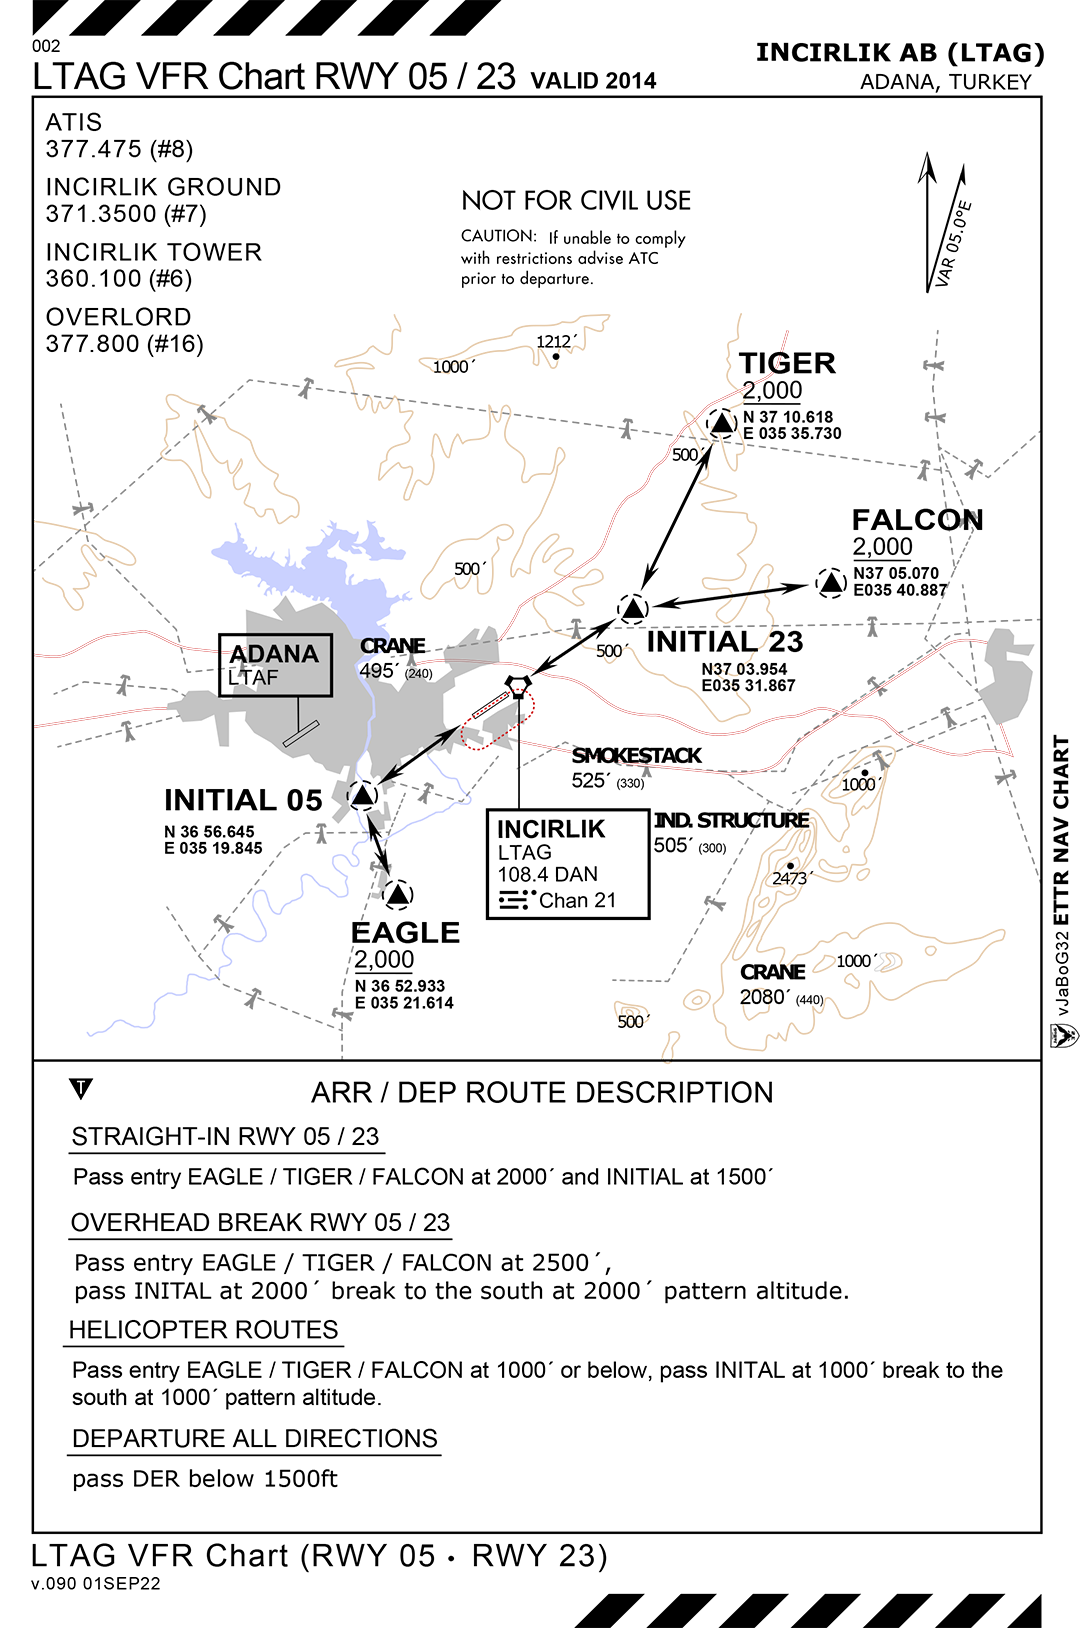 002
LTAG VFR Chart RWY 05 / 23 VALID 2014
INCIRLIK AB (LTAG)
ADANA, TURKEY
ATIS
377.475 (#8)
INCIRLIK GROUND
371.3500 (#7)
INCIRLIK TOWER
360.100 (#6)
OVERLORD
377.800 (#16)
NOT FOR CIVIL USE
CAUTION: If unable to comply
with restrictions advise ATC
prior to departure.
VAR 05.0°E
1212´
1000´
TIGER
2,000
N 37 10.618
E 035 35.730
500´
FALCON
2,000
N37 05.070
E035 40.887
500´
ADANA
LTAF
CRANE
495´ (240)
500´
INITIAL 23
N37 03.954
E035 31.867
SMOKESTACK
525´ (330)
1000´
INITIAL 05
N 36 56.645
E 035 19.845
INCIRLIK
LTAG
108.4 DAN
Chan 21
IND. STRUCTURE
505´ (300)
2473´
EAGLE
2,000
N 36 52.933
E 035 21.614
CRANE
2080´ (440)
1000´
500´
vJaBoG32 ETTR NAV CHART
T
ARR / DEP ROUTE DESCRIPTION
STRAIGHT-IN RWY 05 / 23
Pass entry EAGLE / TIGER / FALCON at 2000´ and INITIAL at 1500´
OVERHEAD BREAK RWY 05 / 23
Pass entry EAGLE / TIGER / FALCON at 2500´,
pass INITAL at 2000´ break to the south at 2000´ pattern altitude.
HELICOPTER ROUTES
Pass entry EAGLE / TIGER / FALCON at 1000´ or below, pass INITAL at 1000´ break to the
south at 1000´ pattern altitude.
DEPARTURE ALL DIRECTIONS
pass DER below 1500ft
LTAG VFR Chart (RWY 05 • RWY 23)
v.090 01SEP22